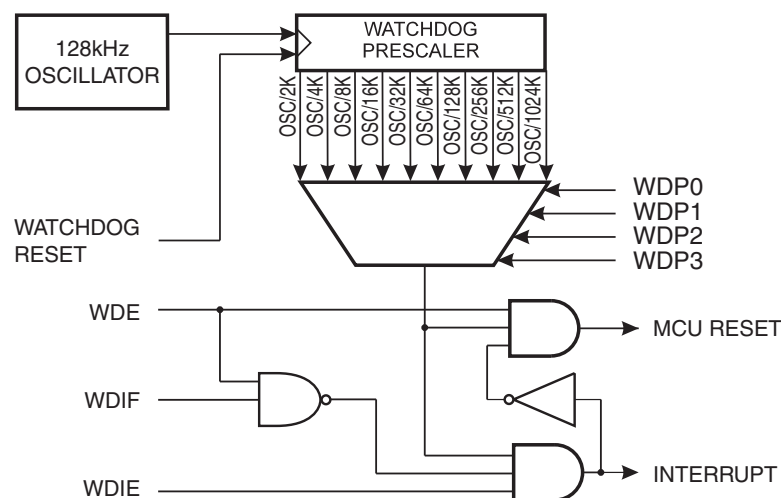 128kHz
OSCILLATOR
WATCHDOG
PRESCALER
OSC/2K
OSC/4K
OSC/8K
OSC/16K
OSC/32K
OSC/64K
OSC/128K
OSC/256K
OSC/512K
OSC/1024K
WDP0
WDP1
WDP2
WDP3
WATCHDOG
RESET
WDE
MCU RESET
WDIF
INTERRUPT
WDIE